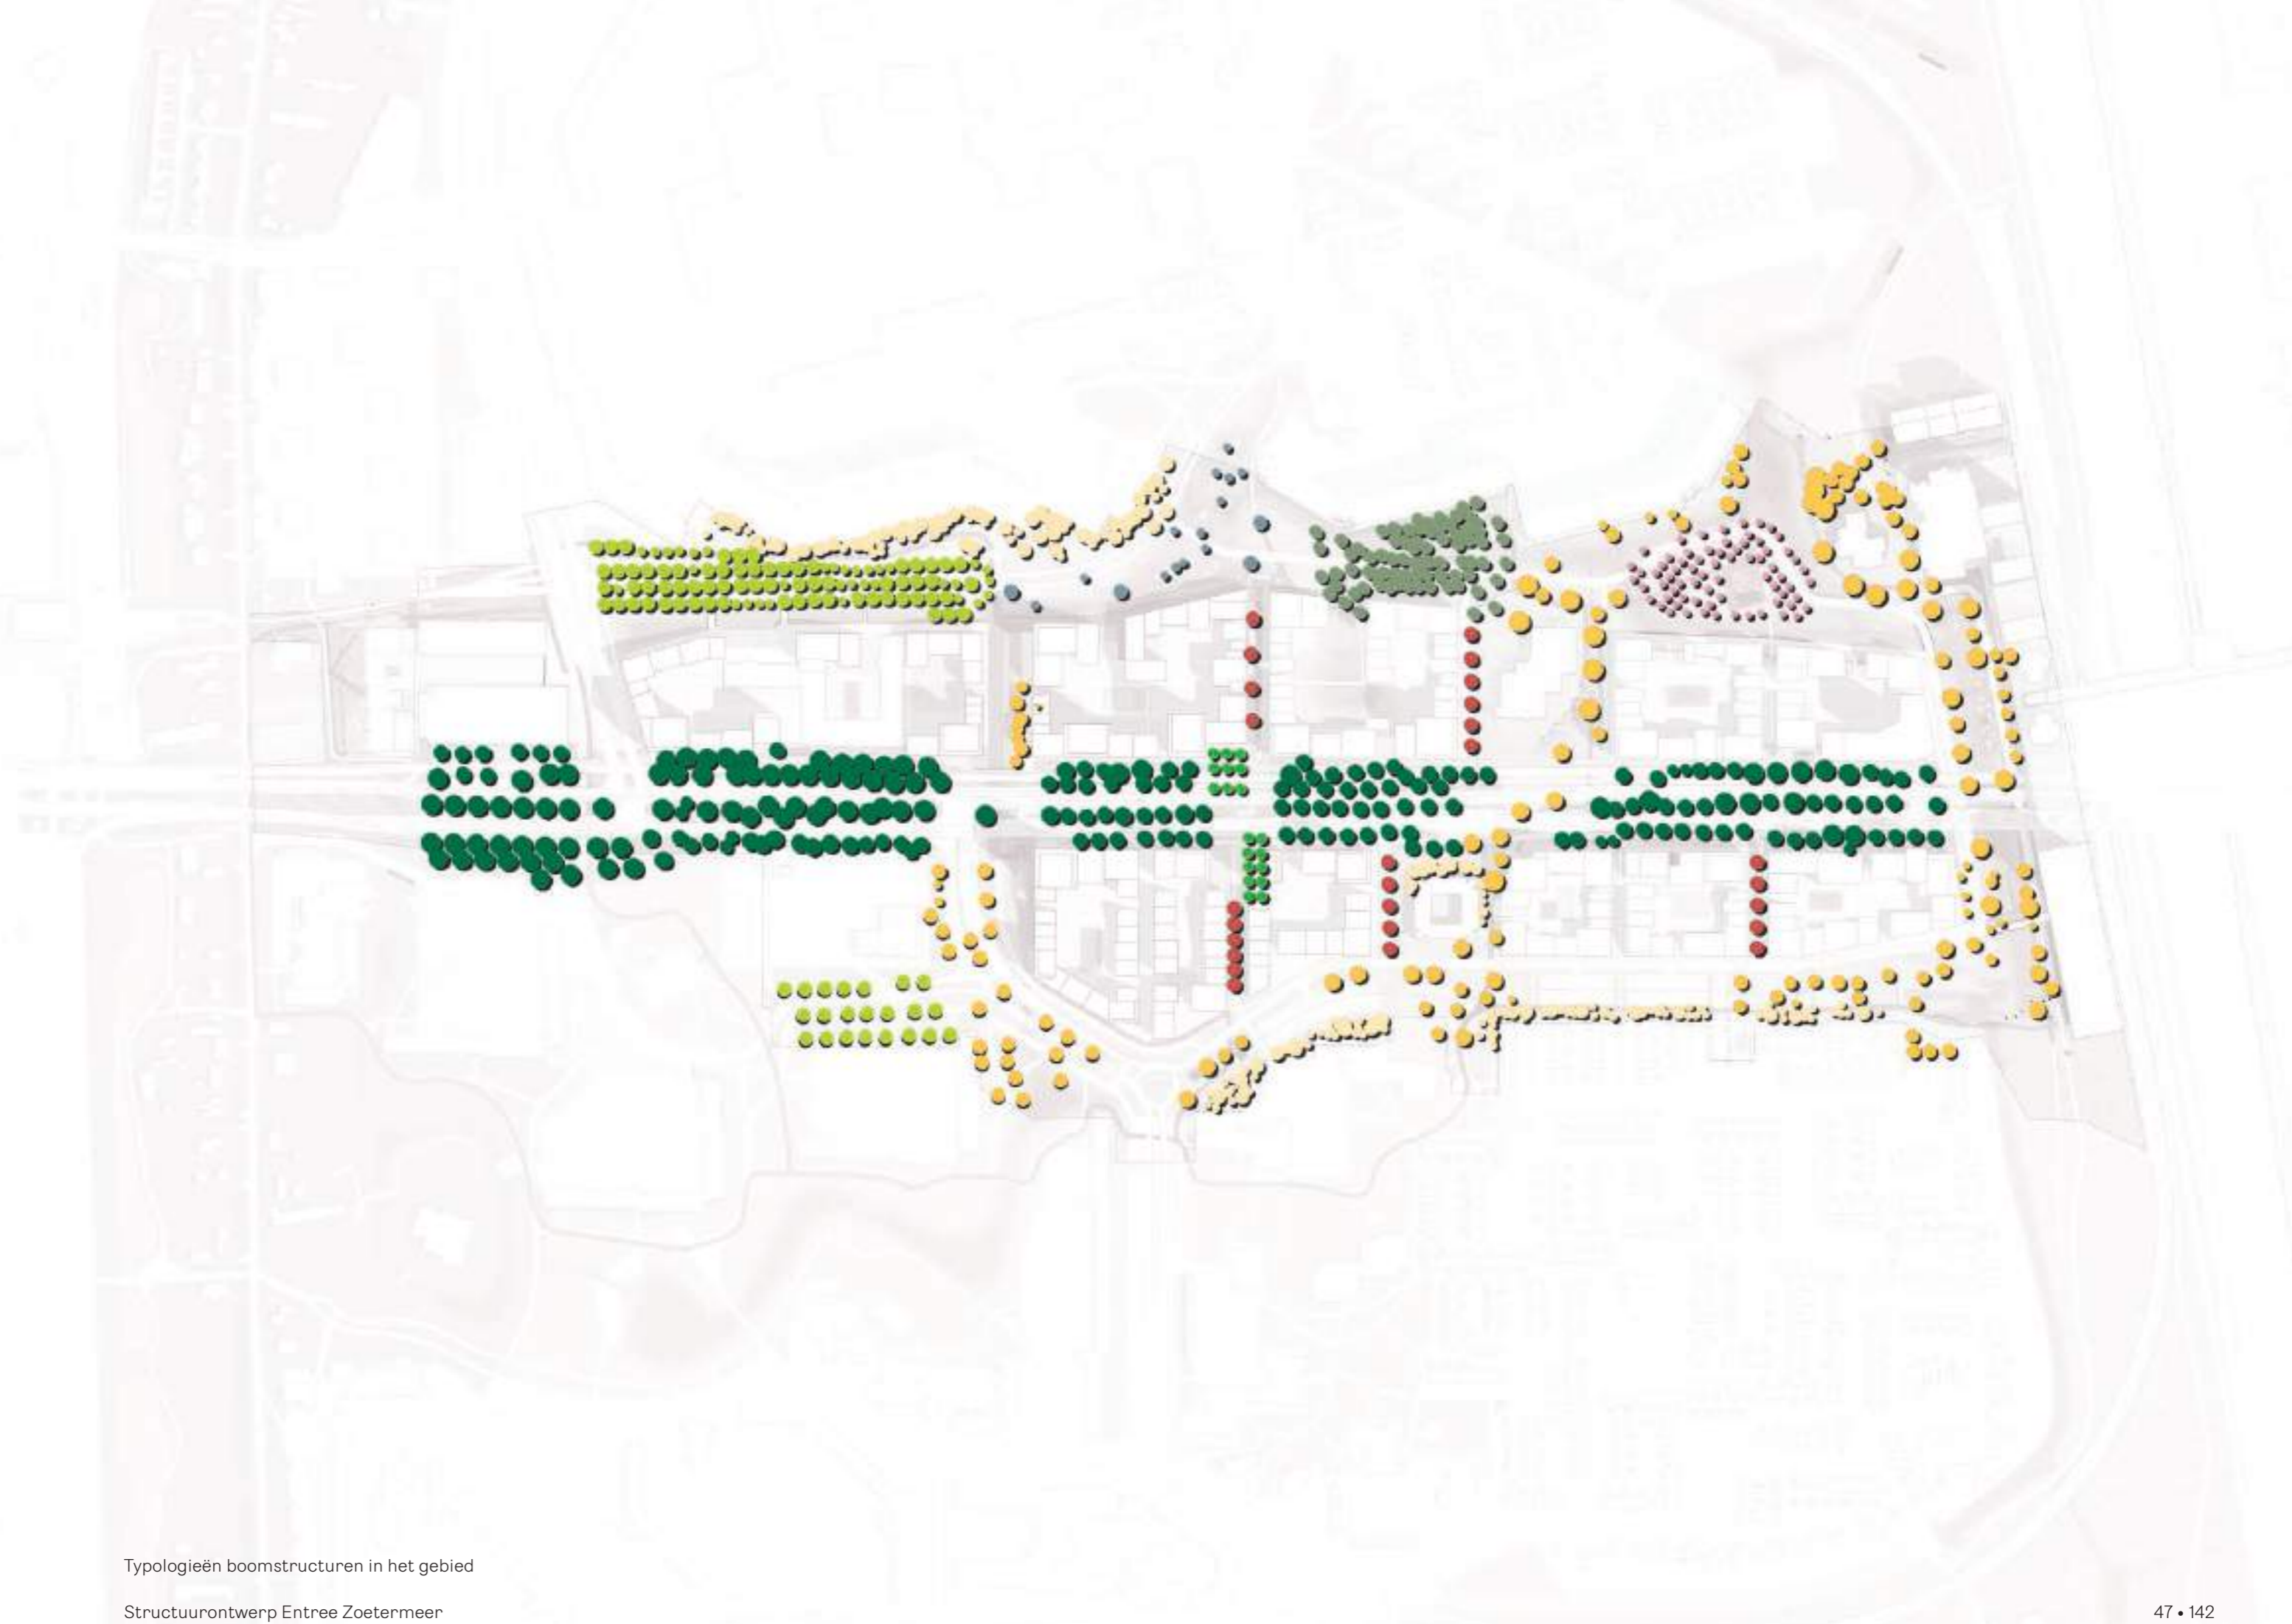 Typologieën boomstructuren in het gebied
Structuurontwerp Entree Zoetermeer
47 • 142